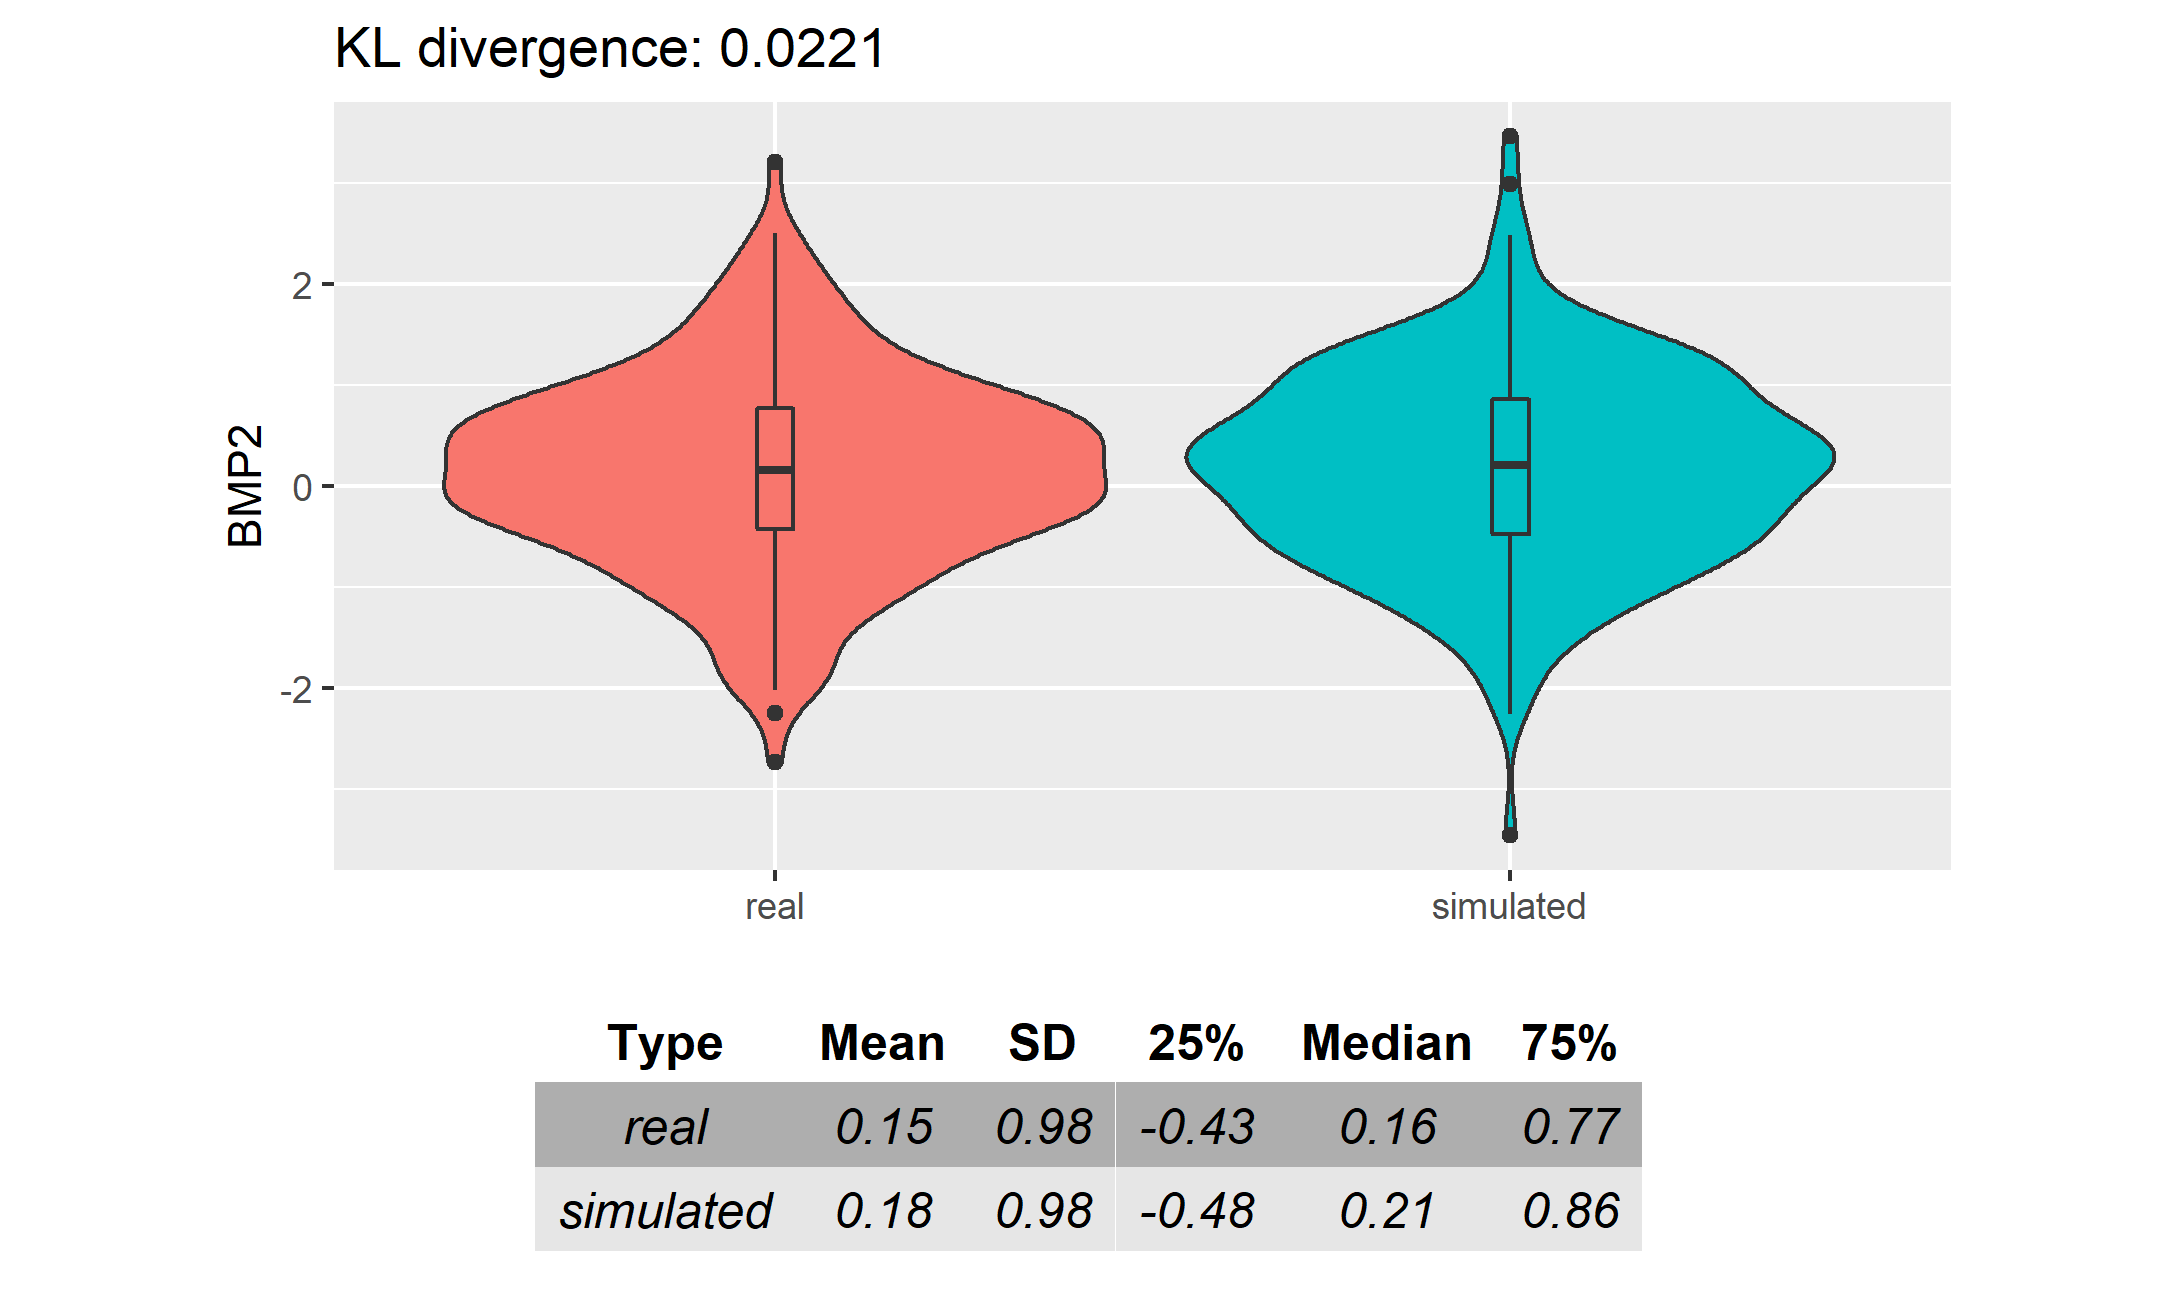 KL divergence: 0.0221
BMP2
2
0
-2
real simulated
Type Mean SD 25% Median 75%
real 0.15 0.98 -0.43 0.16 0.77
simulated 0.18 0.98 -0.48 0.21 0.86